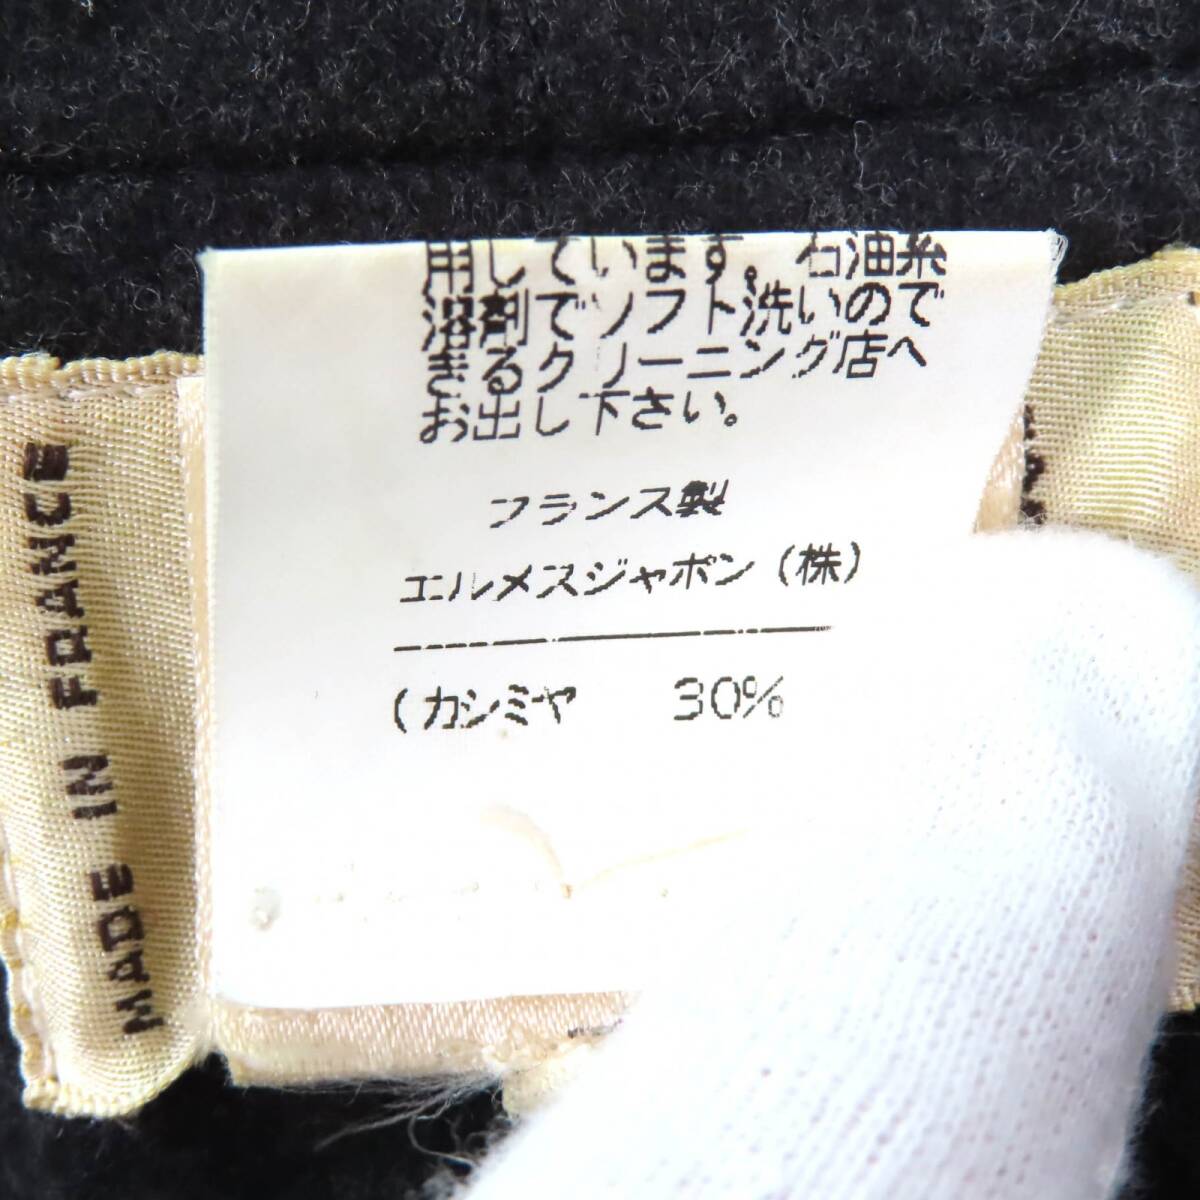 用しています。石油系
溶剤でソフト洗いので
きるクリーニング店へ
お出し下さい。
フランス製
エルメスジャポン（株）
（カシミヤ 30%
MADE IN FRANCE